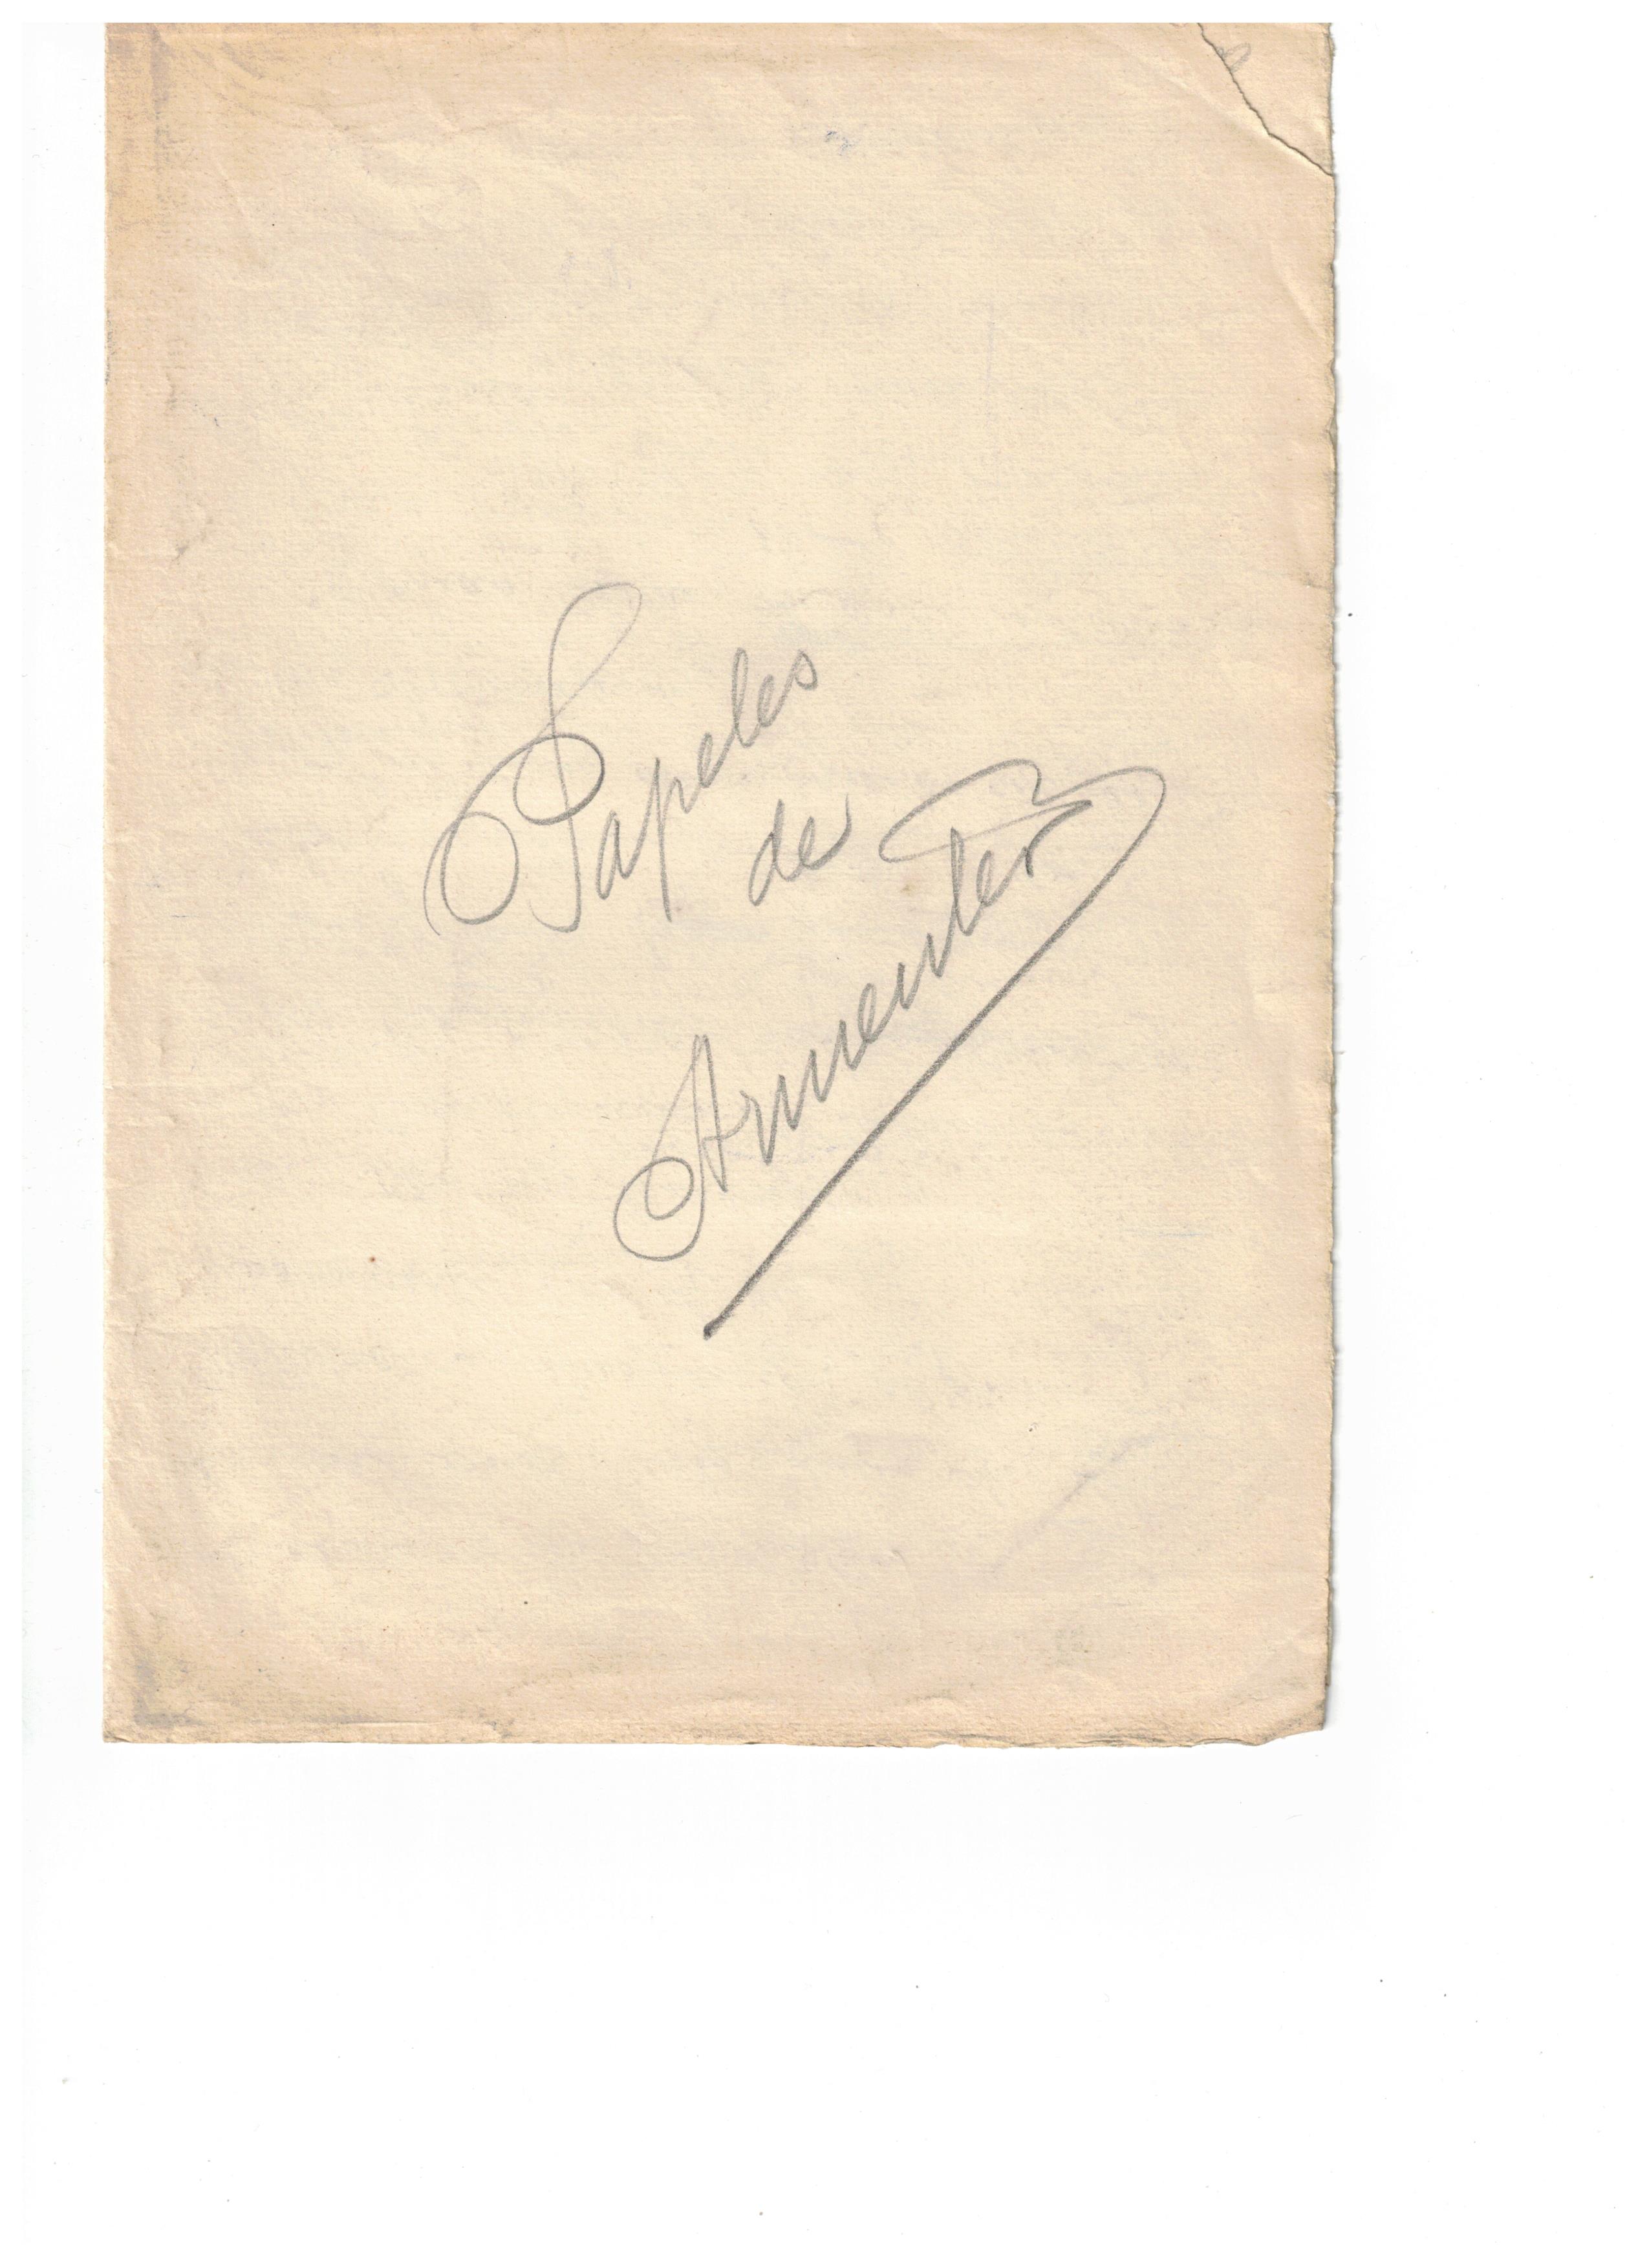 Papeles
de
Armenter